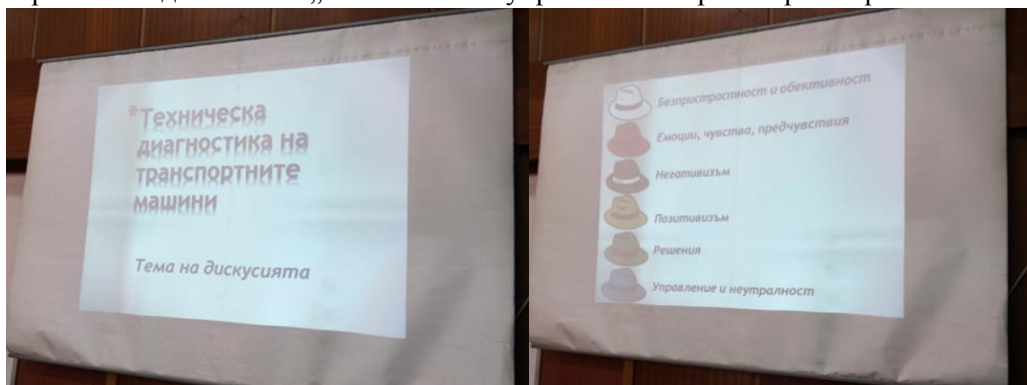 *Техническа
диагностика на
транспортните
машини
Тема на дискусията
Безпристрастност и обективност
Емоции, чувства, предчувствия
Негативизъм
Позитивизъм
Решения
Управление и неутралност